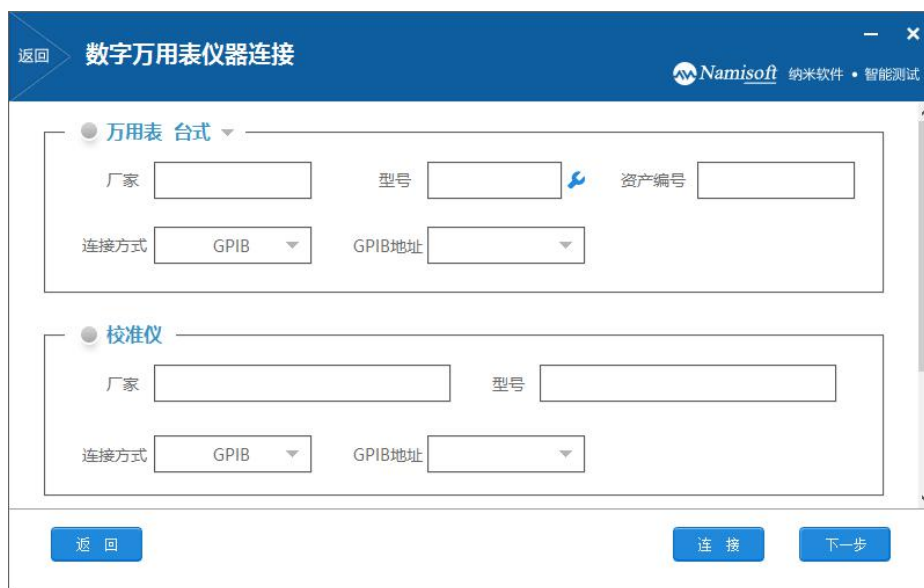 返回
数字万用表仪器连接
Namisoft 纳米软件 • 智能测试
万用表 台式
厂家 型号 资产编号
连接方式 GPIB GPIB地址
校准仪
厂家 型号
连接方式 GPIB GPIB地址
返 回 连 接 下一步